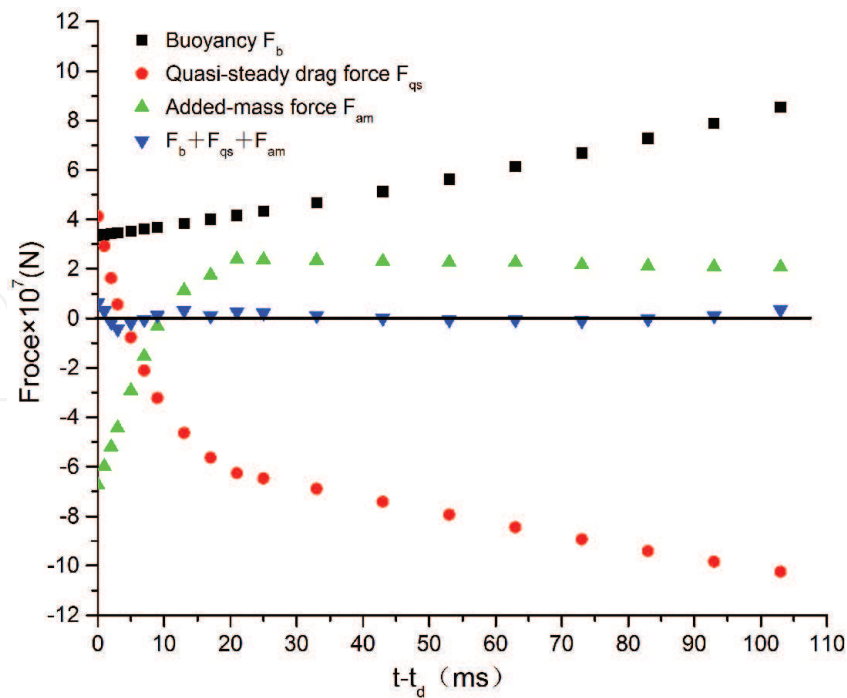 12
10
8
6
4
2
0
-2
-4
-6
-8
-10
-12
Froce×10⁷(N)
Buoyancy F_b
Quasi-steady drag force F_qs
Added-mass force F_am
F_b+F_qs+F_am
0 10 20 30 40 50 60 70 80 90 100 110
t-t_d (ms)